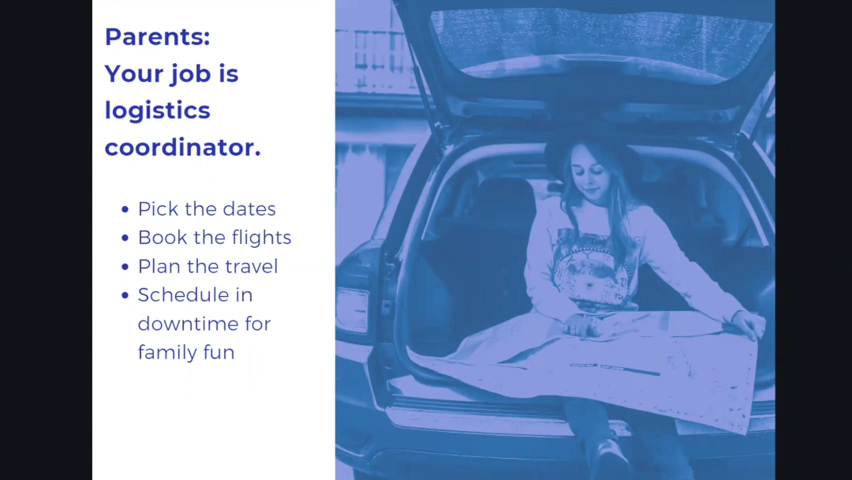 Parents:
Your job is
logistics
coordinator.
Pick the dates
Book the flights
Plan the travel
Schedule in
downtime for
family fun